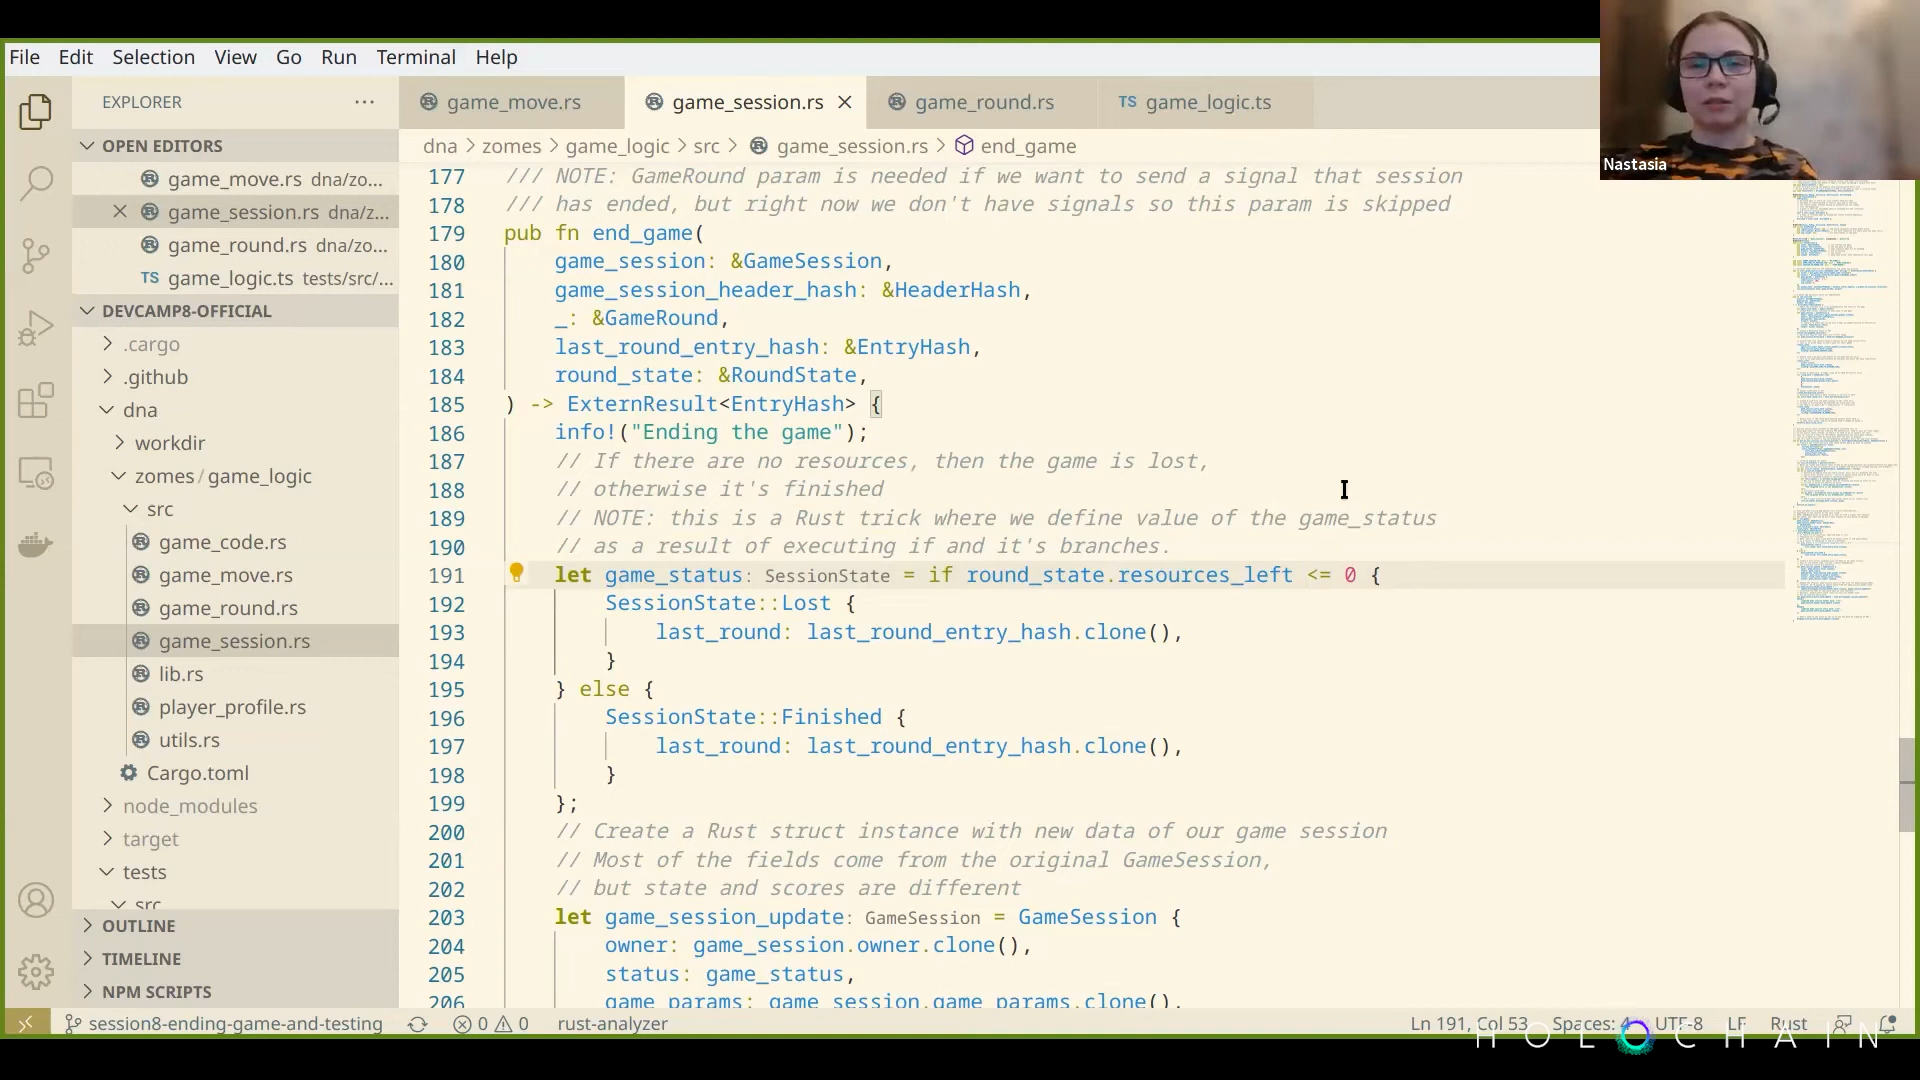 File Edit Selection View Go Run Terminal Help
EXPLORER
game_move.rs
game_session.rs
game_round.rs
TS game_logic.ts
Nastasia
OPEN EDITORS
game_move.rs dna/zo...
game_session.rs dna/z...
game_round.rs dna/zo...
TS game_logic.ts tests/src/...
DEVCAMP8-OFFICIAL
.cargo
.github
dna
workdir
zomes / game_logic
src
game_code.rs
game_move.rs
game_round.rs
game_session.rs
lib.rs
player_profile.rs
utils.rs
Cargo.toml
node_modules
target
tests
src
OUTLINE
TIMELINE
NPM SCRIPTS
dna > zomes > game_logic > src > game_session.rs > end_game
177 /// NOTE: GameRound param is needed if we want to send a signal that session
178 /// has ended, but right now we don't have signals so this param is skipped
179 pub fn end_game(
180 game_session: &GameSession,
181 game_session_header_hash: &HeaderHash,
182 _: &GameRound,
183 last_round_entry_hash: &EntryHash,
184 round_state: &RoundState,
185 ) -> ExternResult<EntryHash> {
186 info!("Ending the game");
187 // If there are no resources, then the game is lost,
188 // otherwise it's finished
189 // NOTE: this is a Rust trick where we define value of the game_status
190 // as a result of executing if and it's branches.
191 let game_status: SessionState = if round_state.resources_left <= 0 {
192 SessionState::Lost {
193 last_round: last_round_entry_hash.clone(),
194 }
195 } else {
196 SessionState::Finished {
197 last_round: last_round_entry_hash.clone(),
198 }
199 };
200 // Create a Rust struct instance with new data of our game session
201 // Most of the fields come from the original GameSession,
202 // but state and scores are different
203 let game_session_update: GameSession = GameSession {
204 owner: game_session.owner.clone(),
205 status: game_status,
206 game_params: game_session.game_params.clone(),
session8-ending-game-and-testing 0 0 rust-analyzer
Ln 191, Col 53 Spaces: 4 UTF-8 LF Rust
HOLOCHAIN